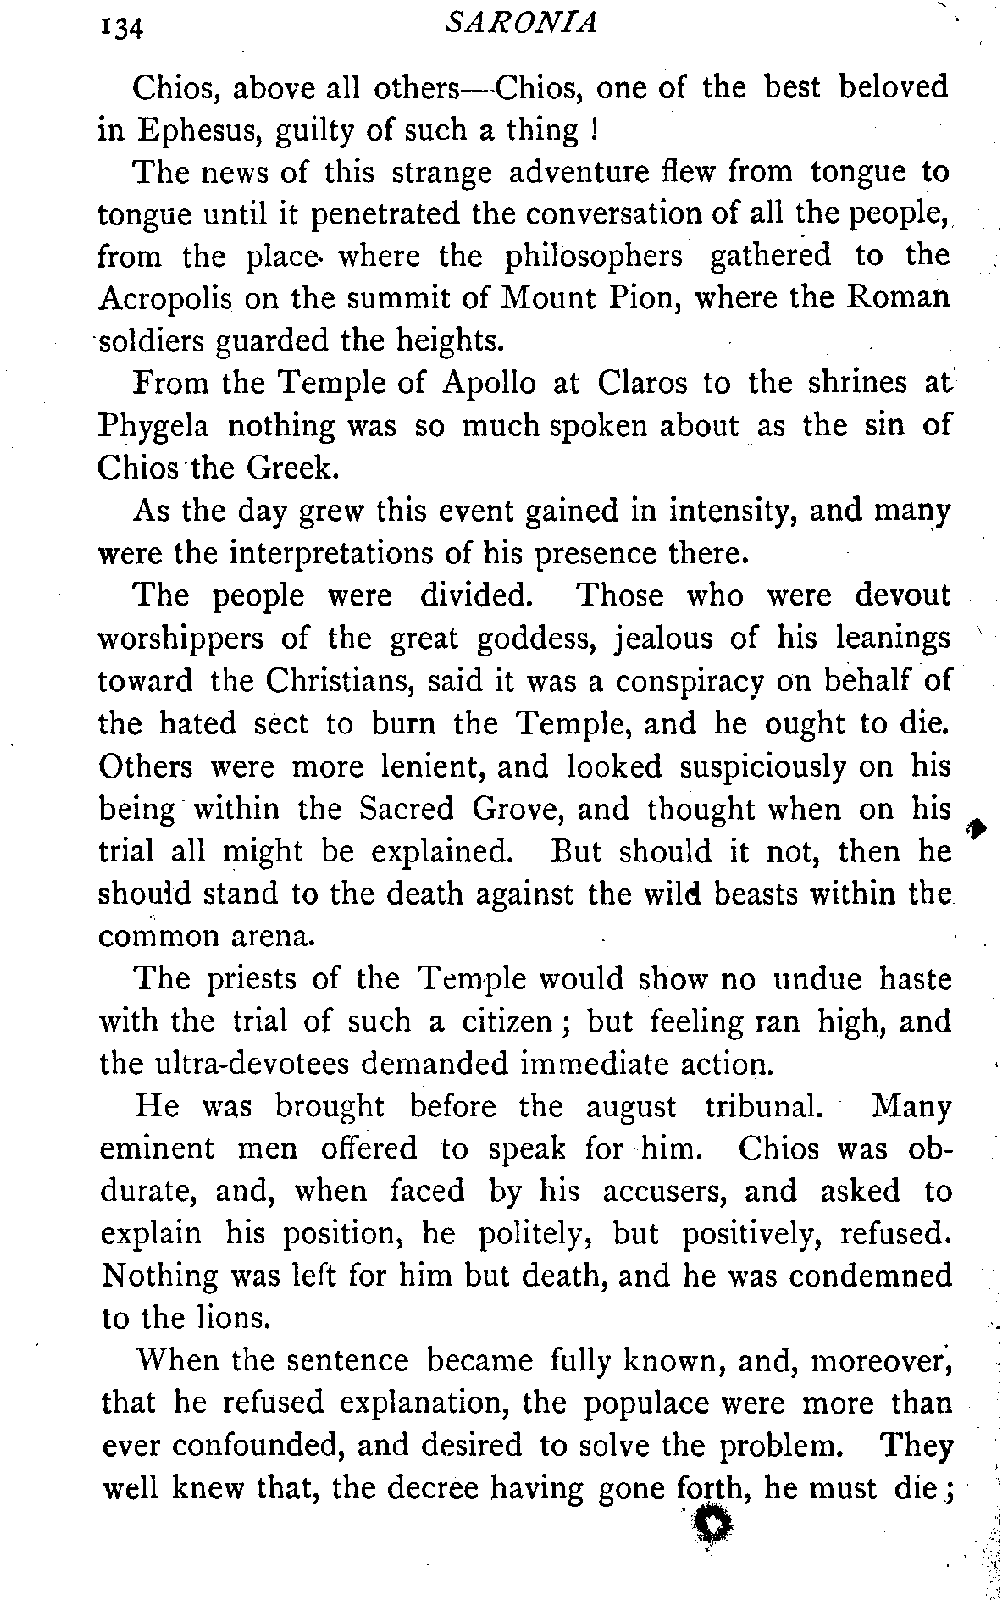 134 SARONIA
Chios, above all others—Chios, one of the best beloved
in Ephesus, guilty of such a thing !
The news of this strange adventure flew from tongue to
tongue until it penetrated the conversation of all the people,
from the place where the philosophers gathered to the
Acropolis on the summit of Mount Pion, where the Roman
soldiers guarded the heights.
From the Temple of Apollo at Claros to the shrines at
Phygela nothing was so much spoken about as the sin of
Chios the Greek.
As the day grew this event gained in intensity, and many
were the interpretations of his presence there.
The people were divided. Those who were devout
worshippers of the great goddess, jealous of his leanings
toward the Christians, said it was a conspiracy on behalf of
the hated sect to burn the Temple, and he ought to die.
Others were more lenient, and looked suspiciously on his
being within the Sacred Grove, and thought when on his
trial all might be explained. But should it not, then he
should stand to the death against the wild beasts within the
common arena.
The priests of the Temple would show no undue haste
with the trial of such a citizen ; but feeling ran high, and
the ultra-devotees demanded immediate action.
He was brought before the august tribunal. Many
eminent men offered to speak for him. Chios was ob-
durate, and, when faced by his accusers, and asked to
explain his position, he politely, but positively, refused.
Nothing was left for him but death, and he was condemned
to the lions.
When the sentence became fully known, and, moreover,
that he refused explanation, the populace were more than
ever confounded, and desired to solve the problem. They
well knew that, the decree having gone forth, he must die ;